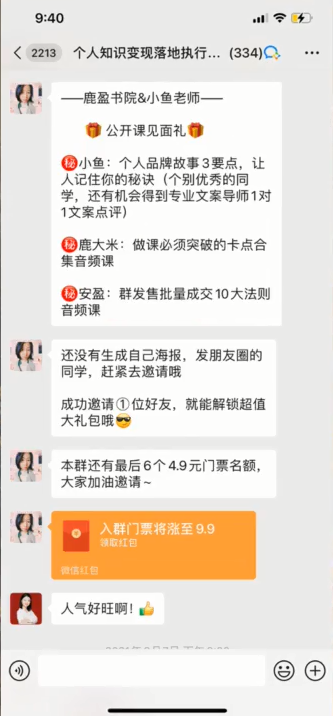 9:40
2213
个人知识变现落地执行... (334)
——鹿盈书院&小鱼老师——
🎁 公开课见面礼🎁
㊙️小鱼：个人品牌故事3要点，让
人记住你的秘诀（个别优秀的同
学，还有机会得到专业文案导师1对
1文案点评）
㊙️鹿大米：做课必须突破的卡点合
集音频课
㊙️安盈：群发售批量成交10大法则
音频课
还没有生成自己海报，发朋友圈的
同学，赶紧去邀请哦
成功邀请①位好友，就能解锁超值
大礼包哦😎
本群还有最后6个4.9元门票名额，
大家加油邀请~
入群门票将涨至 9.9
领取红包
微信红包
人气好旺啊！👍